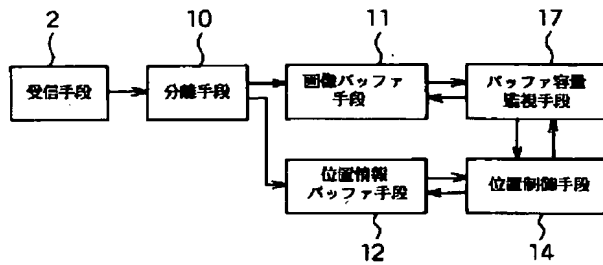 2
10
11
17
受信手段
分離手段
画像バッファ
手段
バッファ容量
監視手段
位置情報
バッファ手段
位置制御手段
12
14